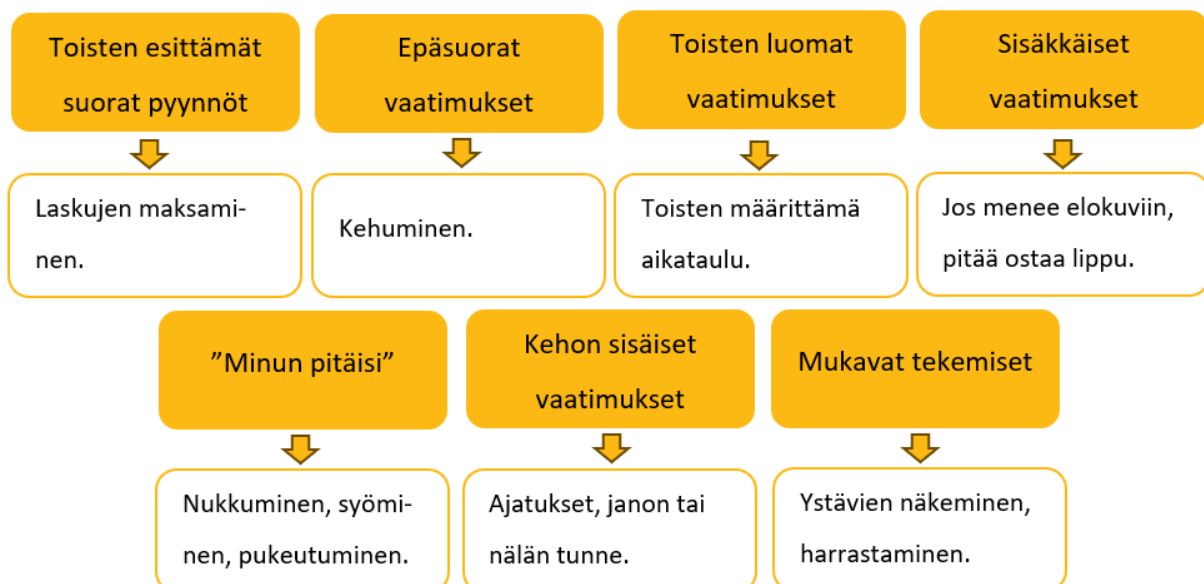 Toisten esittämät
suorat pyynnöt
Epäsuorat
vaatimukset
Toisten luomat
vaatimukset
Sisäkkäiset
vaatimukset
Laskujen maksami-
nen.
Kehuminen.
Toisten määrittämä
aikataulu.
Jos menee elokuviin,
pitää ostaa lippu.
”Minun pitäisi”
Kehon sisäiset
vaatimukset
Mukavat tekemiset
Nukkuminen, syömi-
nen, pukeutuminen.
Ajatukset, janon tai
nälän tunne.
Ystävien näkeminen,
harrastaminen.